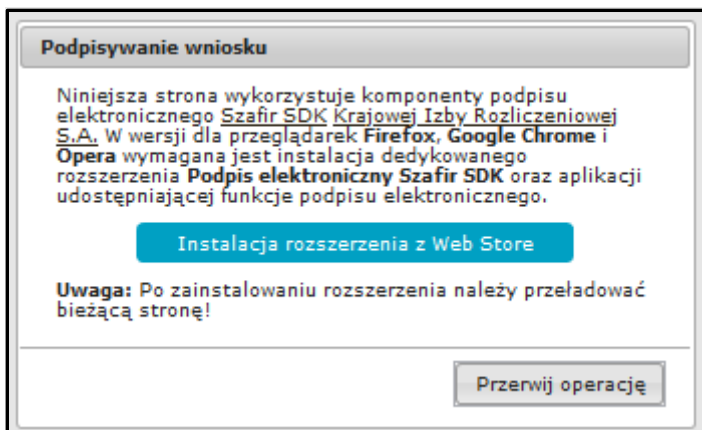 Podpisywanie wniosku
Niniejsza strona wykorzystuje komponenty podpisu
elektronicznego Szafir SDK Krajowej Izby Rozliczeniowej
S.A. W wersji dla przeglądarek Firefox, Google Chrome i
Opera wymagana jest instalacja dedykowanego
rozszerzenia Podpis elektroniczny Szafir SDK oraz aplikacji
udostępniającej funkcje podpisu elektronicznego.
Instalacja rozszerzenia z Web Store
Uwaga: Po zainstalowaniu rozszerzenia należy przeładować
bieżącą stronę!
Przerwij operację